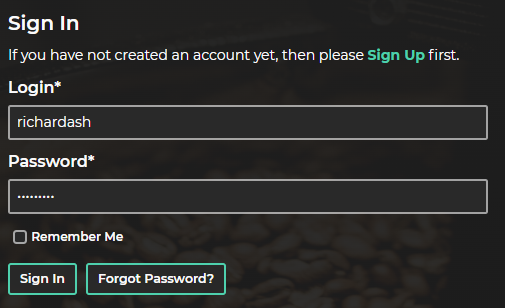 Sign In
If you have not created an account yet, then please Sign Up first.
Login*
richardash
Password*
·········
Remember Me
Sign In Forgot Password?